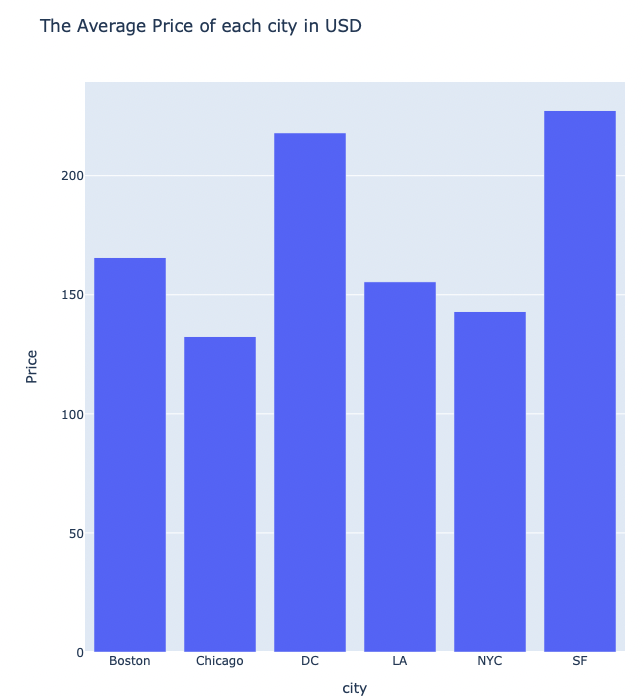 The Average Price of each city in USD
200
150
100
50
0
Price
Boston Chicago DC LA NYC SF
city